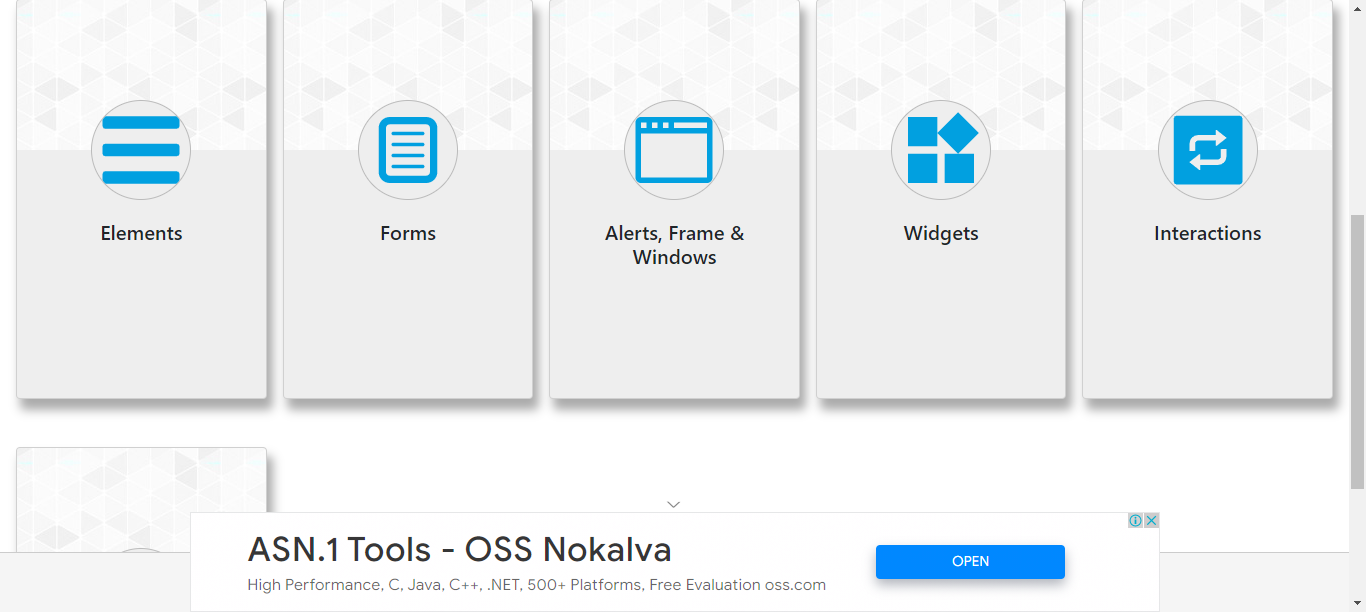 Elements
Forms
Alerts, Frame &
Windows
Widgets
Interactions
ASN.1 Tools - OSS Nokalva
High Performance, C, Java, C++, .NET, 500+ Platforms, Free Evaluation oss.com
OPEN